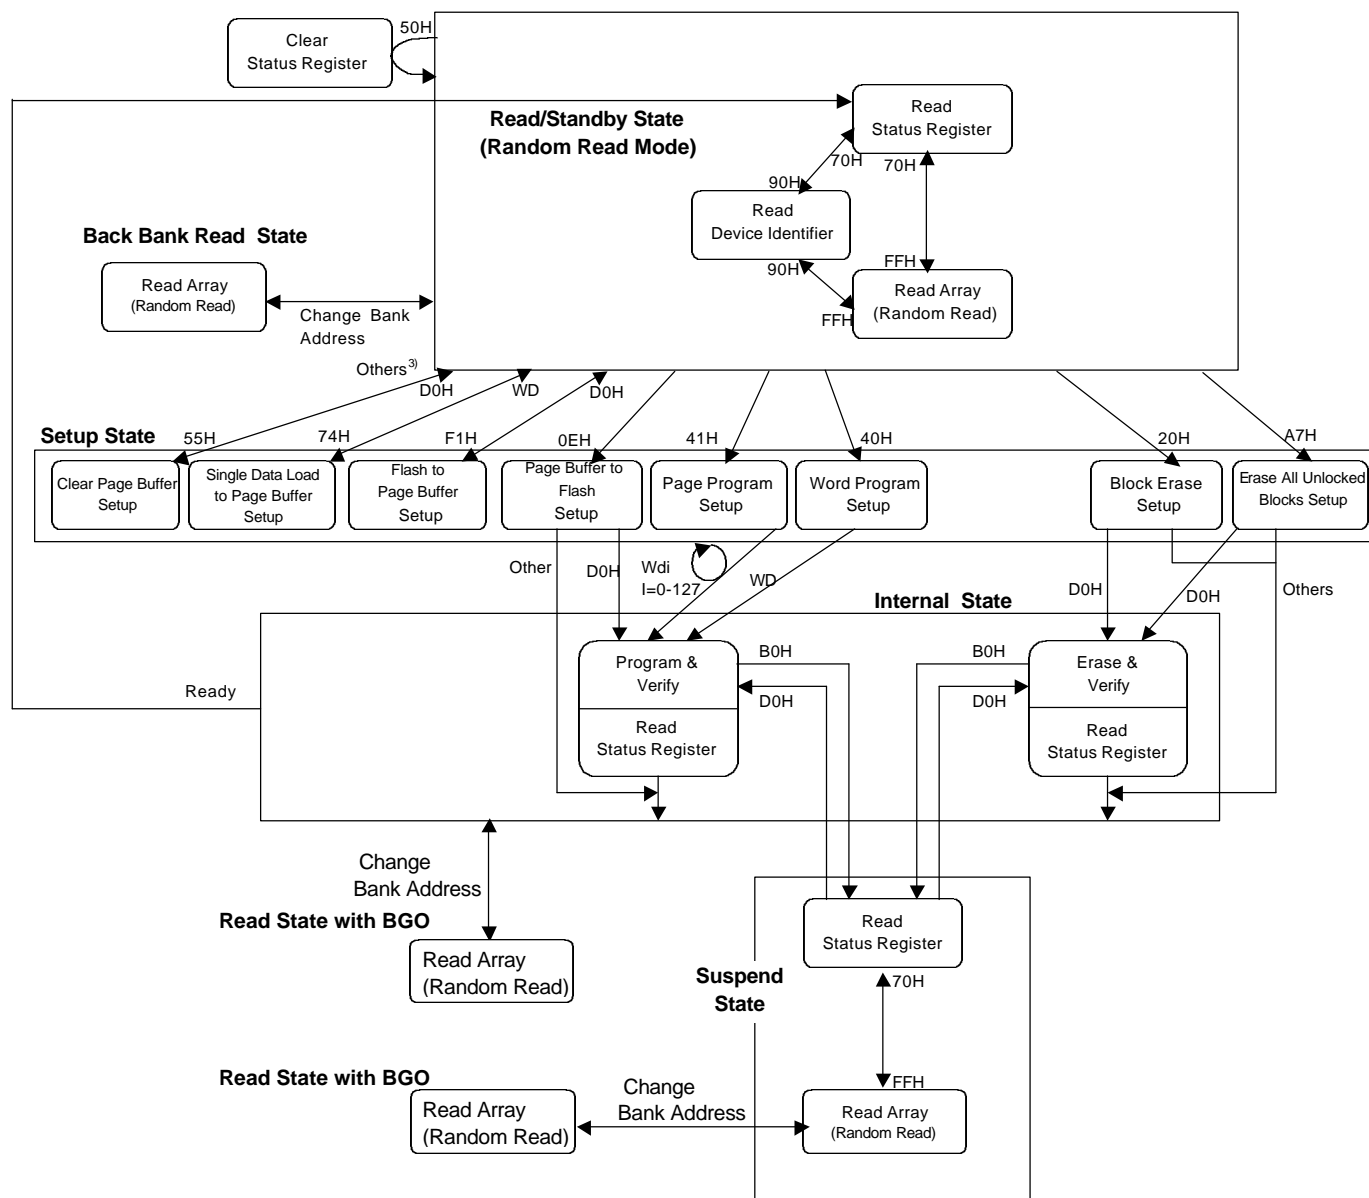 50H
Clear
Status Register
Read/Standby State
(Random Read Mode)
Read
Status Register
70H
70H
90H
Read
Device Identifier
90H
FFH
FFH
Read Array
(Random Read)
Back Bank Read State
Read Array
(Random Read)
Change Bank
Address
Others3)
D0H
WD
D0H
Setup State
55H
74H
F1H
0EH
41H
40H
20H
A7H
Clear Page Buffer
Setup
Single Data Load
to Page Buffer
Setup
Flash to
Page Buffer
Setup
Page Buffer to
Flash
Setup
Page Program
Setup
Word Program
Setup
Block Erase
Setup
Erase All Unlocked
Blocks Setup
Other
D0H
Wdi
I=0-127
WD
D0H
D0H
Others
Internal State
Ready
Program &
Verify
Read
Status Register
B0H
D0H
B0H
D0H
Erase &
Verify
Read
Status Register
Change
Bank Address
Read State with BGO
Read Array
(Random Read)
Read
Status Register
Suspend
State
70H
FFH
Read State with BGO
Read Array
(Random Read)
Change
Bank Address
Read Array
(Random Read)